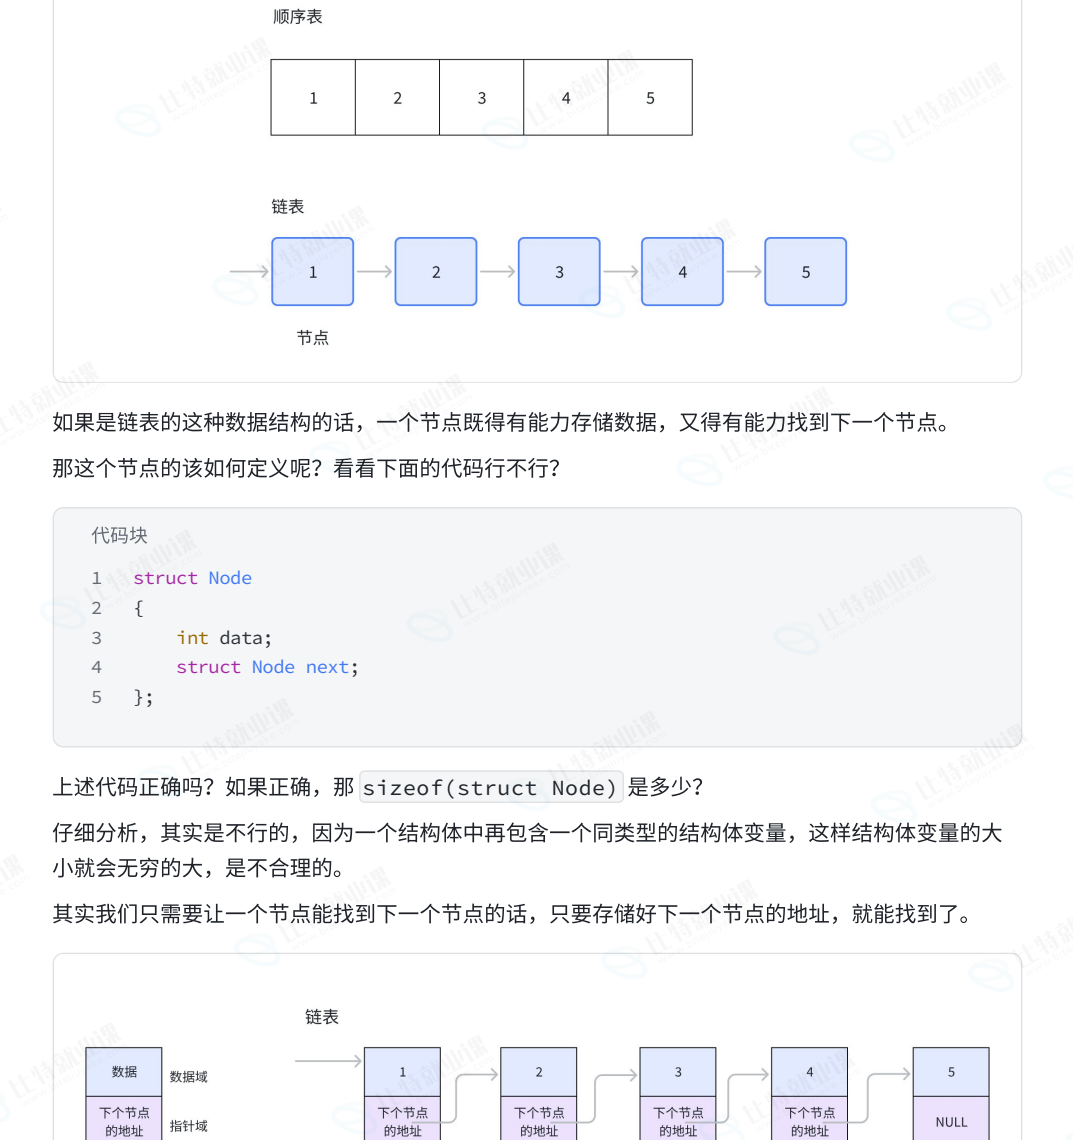 顺序表
1 2 3 4 5
链表
1 2 3 4 5
节点
如果是链表的这种数据结构的话，一个节点既得有能力存储数据，又得有能力找到下一个节点。
那这个节点的该如何定义呢？看看下面的代码行不行？
代码块
1 struct Node
2 {
3     int data;
4     struct Node next;
5 };
上述代码正确吗？如果正确，那 sizeof(struct Node) 是多少？
仔细分析，其实是不行的，因为一个结构体中再包含一个同类型的结构体变量，这样结构体变量的大
小就会无穷的大，是不合理的。
其实我们只需要让一个节点能找到下一个节点的话，只要存储好下一个节点的地址，就能找到了。
链表
数据 数据域 1 2 3 4 5
下个节点 下个节点 下个节点 下个节点 下个节点
的地址 指针域 的地址 的地址 的地址 的地址 NULL
比特就业课